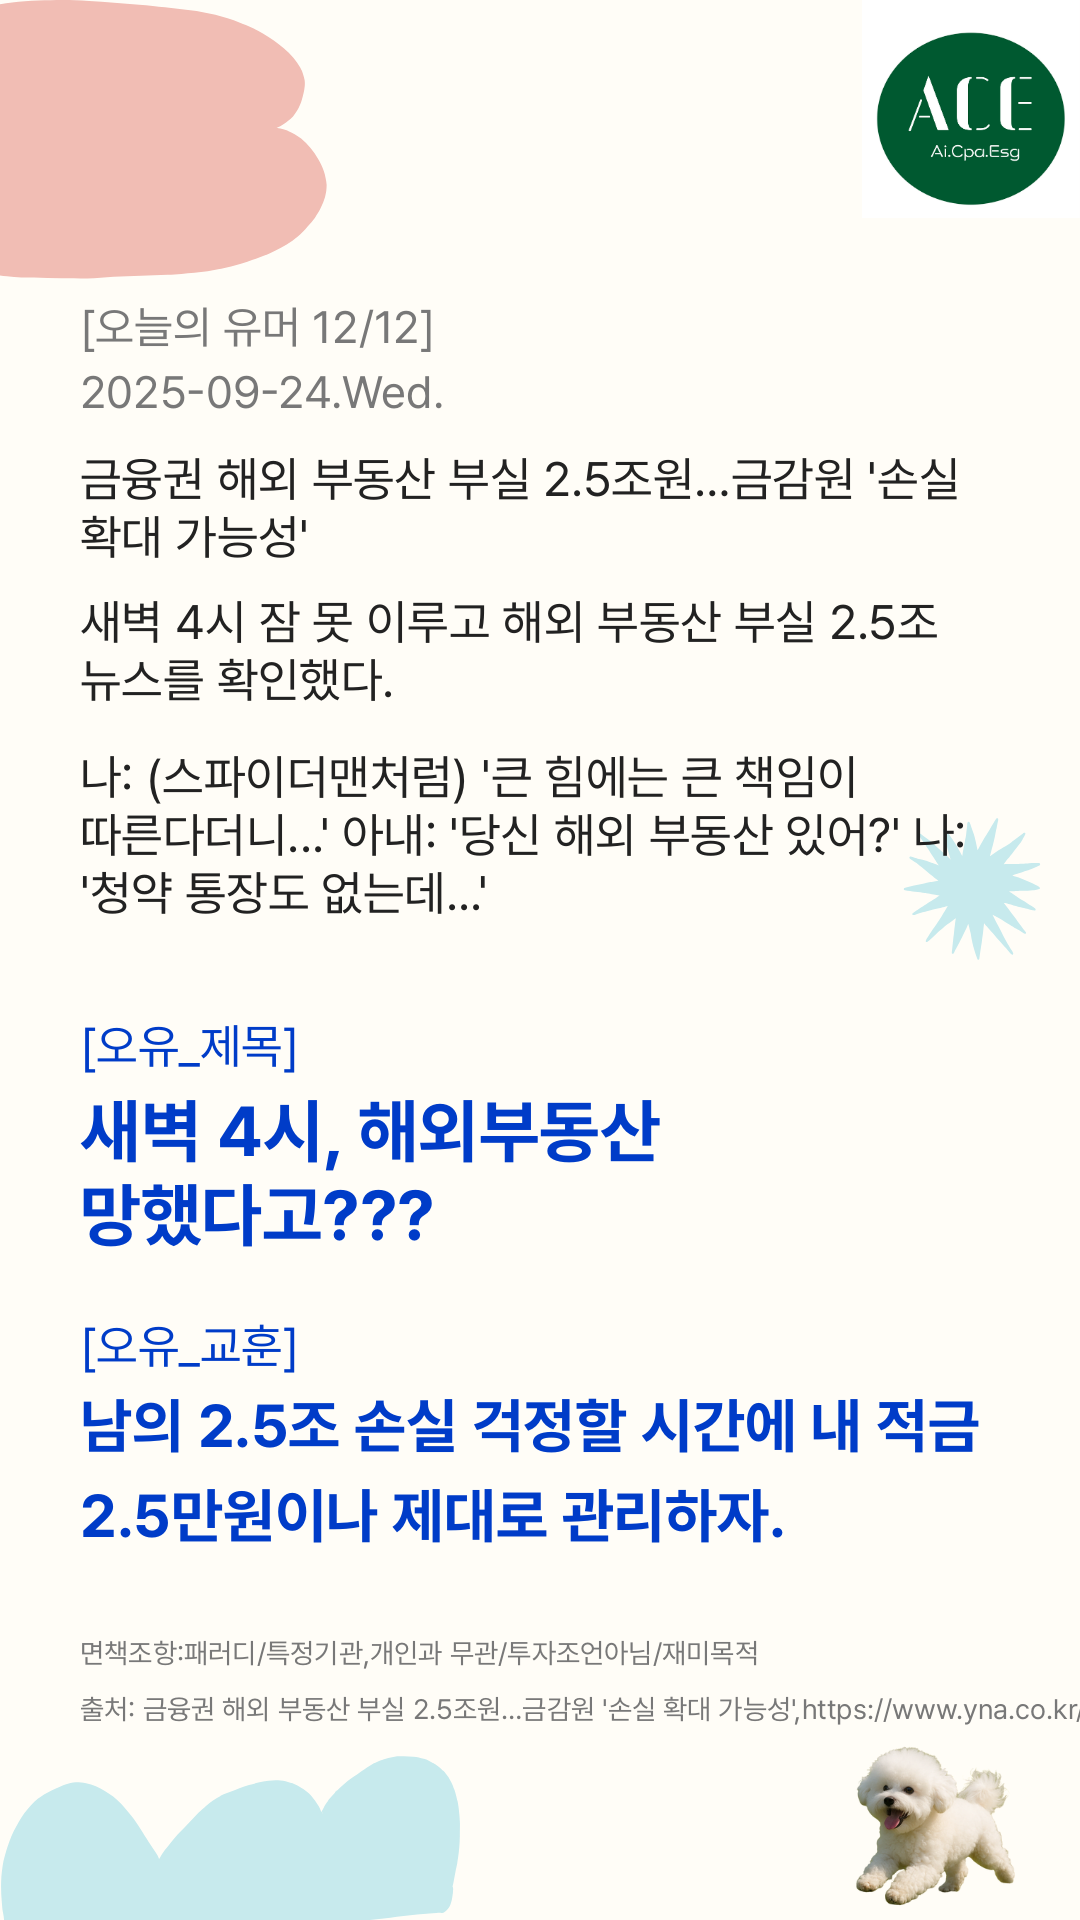 ACE
Ai.Cpa.Esg
[오늘의 유머 12/12]
2025-09-24.Wed.
금융권 해외 부동산 부실 2.5조원...금감원 '손실
확대 가능성'
새벽 4시 잠 못 이루고 해외 부동산 부실 2.5조
뉴스를 확인했다.
나: (스파이더맨처럼) '큰 힘에는 큰 책임이
따른다더니...' 아내: '당신 해외 부동산 있어?' 나:
'청약 통장도 없는데...'
[오유_제목]
새벽 4시, 해외부동산
망했다고???
[오유_교훈]
남의 2.5조 손실 걱정할 시간에 내 적금
2.5만원이나 제대로 관리하자.
면책조항:패러디/특정기관,개인과 무관/투자조언아님/재미목적
출처: 금융권 해외 부동산 부실 2.5조원...금감원 '손실 확대 가능성',https://www.yna.co.kr/